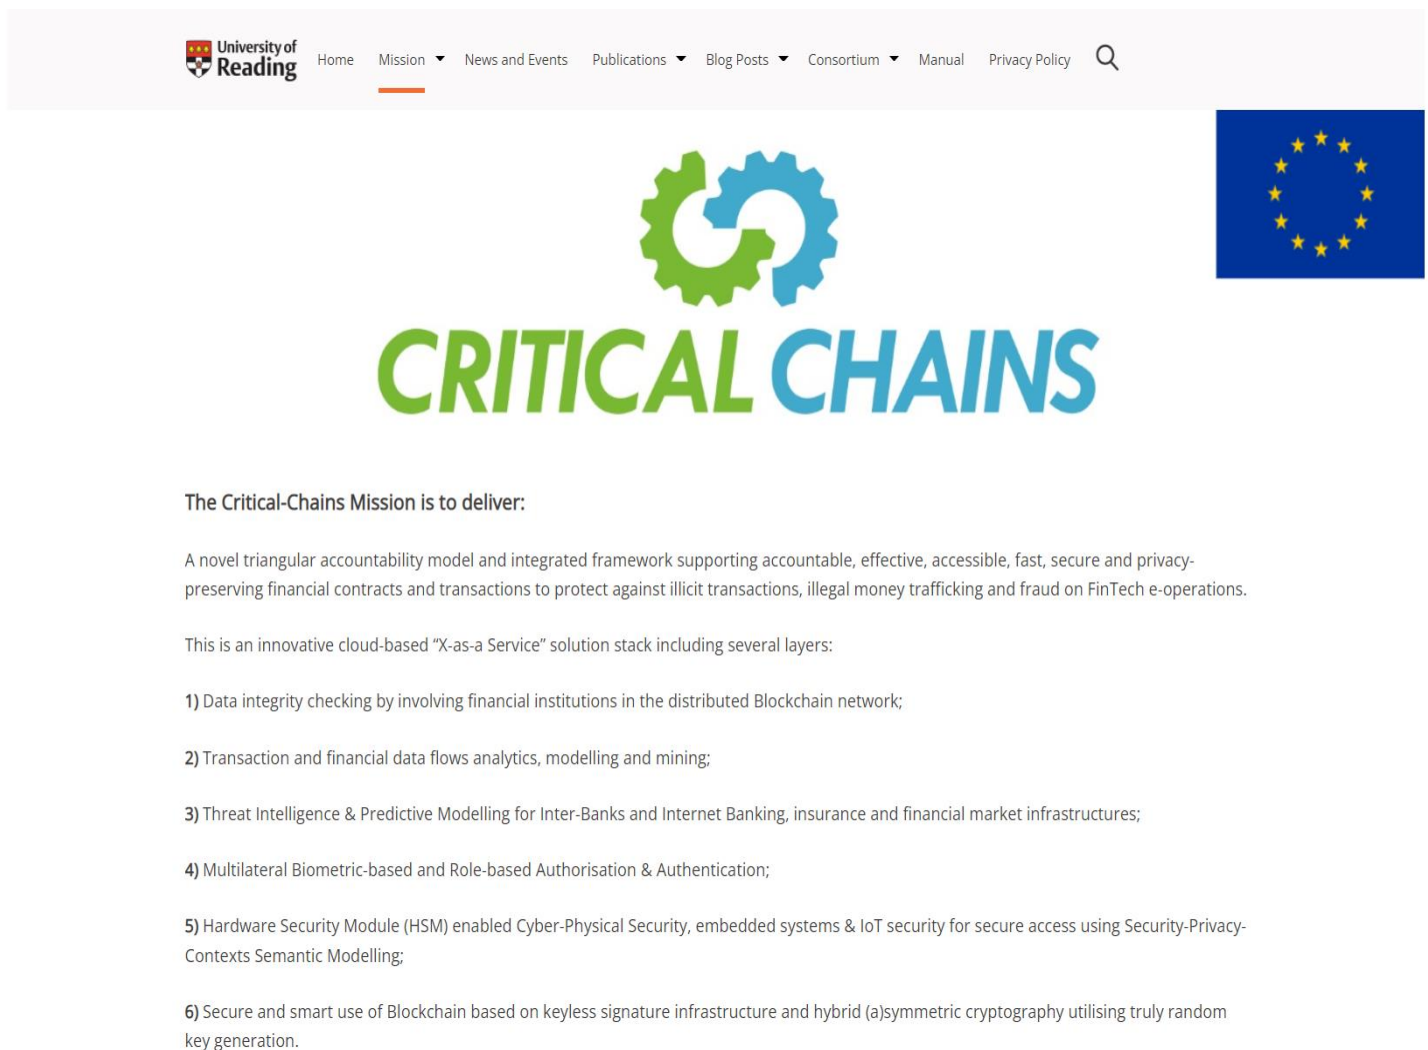 University of
Reading
Home Mission News and Events Publications Blog Posts Consortium Manual Privacy Policy
CRITICAL CHAINS
The Critical-Chains Mission is to deliver:
A novel triangular accountability model and integrated framework supporting accountable, effective, accessible, fast, secure and privacy-
preserving financial contracts and transactions to protect against illicit transactions, illegal money trafficking and fraud on FinTech e-operations.
This is an innovative cloud-based “X-as-a Service” solution stack including several layers:
1) Data integrity checking by involving financial institutions in the distributed Blockchain network;
2) Transaction and financial data flows analytics, modelling and mining;
3) Threat Intelligence & Predictive Modelling for Inter-Banks and Internet Banking, insurance and financial market infrastructures;
4) Multilateral Biometric-based and Role-based Authorisation & Authentication;
5) Hardware Security Module (HSM) enabled Cyber-Physical Security, embedded systems & IoT security for secure access using Security-Privacy-
Contexts Semantic Modelling;
6) Secure and smart use of Blockchain based on keyless signature infrastructure and hybrid (a)symmetric cryptography utilising truly random
key generation.